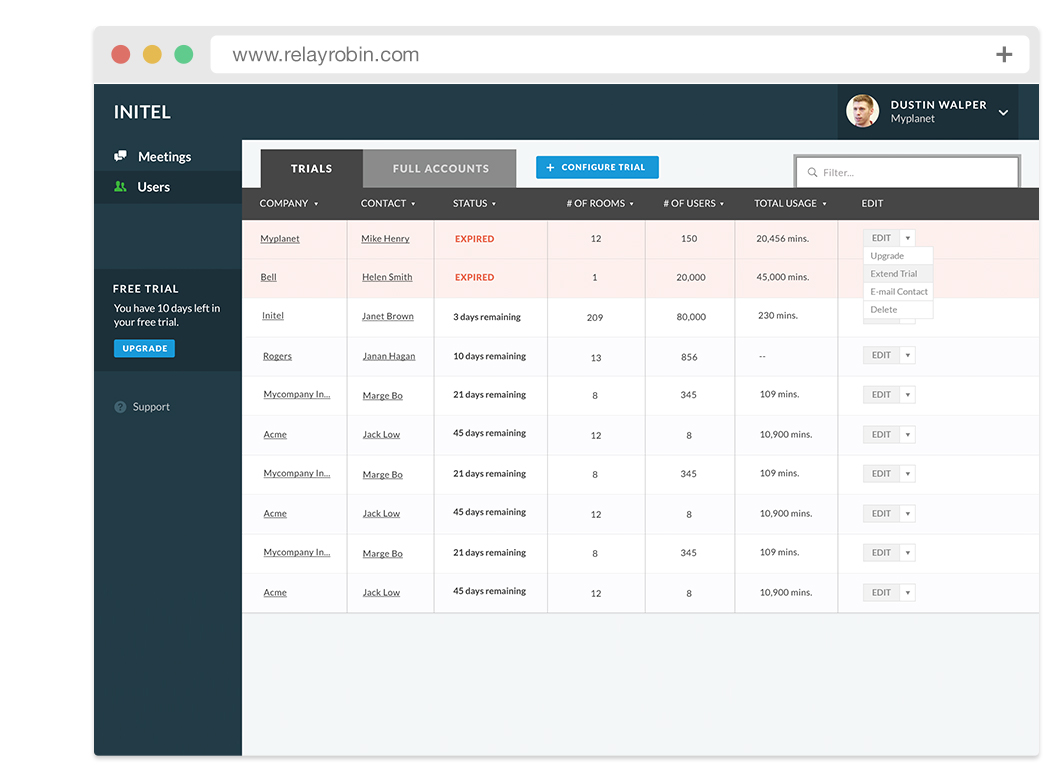 www.relayrobin.com
INITEL
DUSTIN WALPER
Myplanet
Meetings
Users
FREE TRIAL
You have 10 days left in
your free trial.
UPGRADE
Support
TRIALS FULL ACCOUNTS + CONFIGURE TRIAL Filter...
COMPANY CONTACT STATUS # OF ROOMS # OF USERS TOTAL USAGE EDIT
Myplanet Mike Henry EXPIRED 12 150 20,456 mins. EDIT
Upgrade
Extend Trial
E-mail Contact
Delete
Bell Helen Smith EXPIRED 1 20,000 45,000 mins.
Initel Janet Brown 3 days remaining 209 80,000 230 mins.
Rogers Janan Hagan 10 days remaining 13 856 -- EDIT
Mycompany In... Marge Bo 21 days remaining 8 345 109 mins. EDIT
Acme Jack Low 45 days remaining 12 8 10,900 mins. EDIT
Mycompany In... Marge Bo 21 days remaining 8 345 109 mins. EDIT
Acme Jack Low 45 days remaining 12 8 10,900 mins. EDIT
Mycompany In... Marge Bo 21 days remaining 8 345 109 mins. EDIT
Acme Jack Low 45 days remaining 12 8 10,900 mins. EDIT